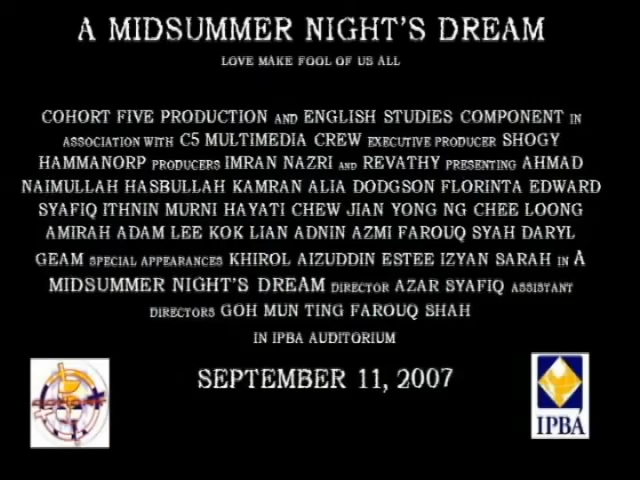 A MIDSUMMER NIGHT'S DREAM
LOVE MAKE FOOL OF US ALL
COHORT FIVE PRODUCTION AND ENGLISH STUDIES COMPONENT IN
ASSOCIATION WITH C5 MULTIMEDIA CREW EXECUTIVE PRODUCER SHOGY
HAMMANORP PRODUCERS IMRAN NAZRI AND REVATHY PRESENTING AHMAD
NAIMULLAH HASBULLAH KAMRAN ALIA DODGSON FLORINTA EDWARD
SYAFIQ ITHNIN MURNI HAYATI CHEW JIAN YONG NG CHEE LOONG
AMIRAH ADAM LEE KOK LIAN ADNIN AZMI FAROUQ SYAH DARYL
GEAM SPECIAL APPEARANCES KHIROL AIZUDDIN ESTEE IZYAN SARAH IN A
MIDSUMMER NIGHT'S DREAM DIRECTOR AZAR SYAFIQ ASSISTANT
DIRECTORS GOH MUN TING FAROUQ SHAH
IN IPBA AUDITORIUM
SEPTEMBER 11, 2007
IPBA